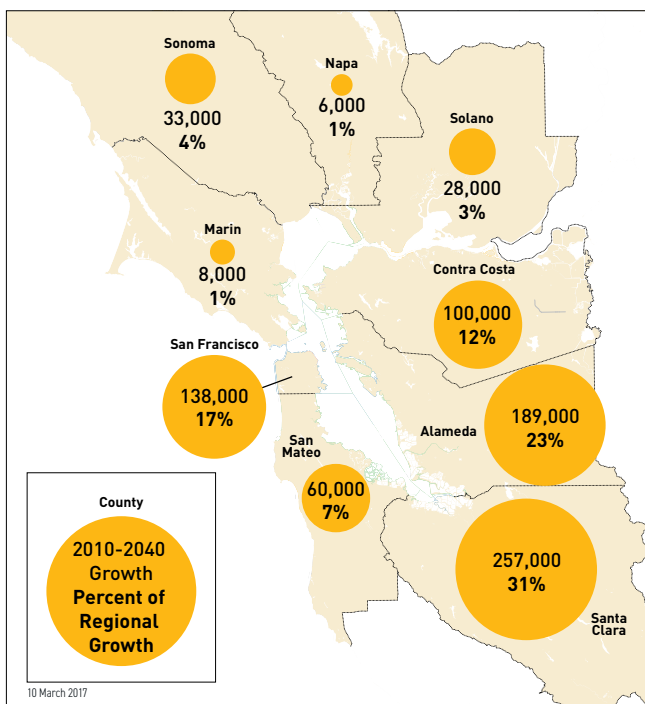 Sonoma
33,000
4%
Napa
6,000
1%
Solano
28,000
3%
Marin
8,000
1%
Contra Costa
100,000
12%
San Francisco
138,000
17%
Alameda
189,000
23%
San
Mateo
60,000
7%
257,000
31%
Santa
Clara
County
2010-2040
Growth
Percent of
Regional
Growth
10 March 2017